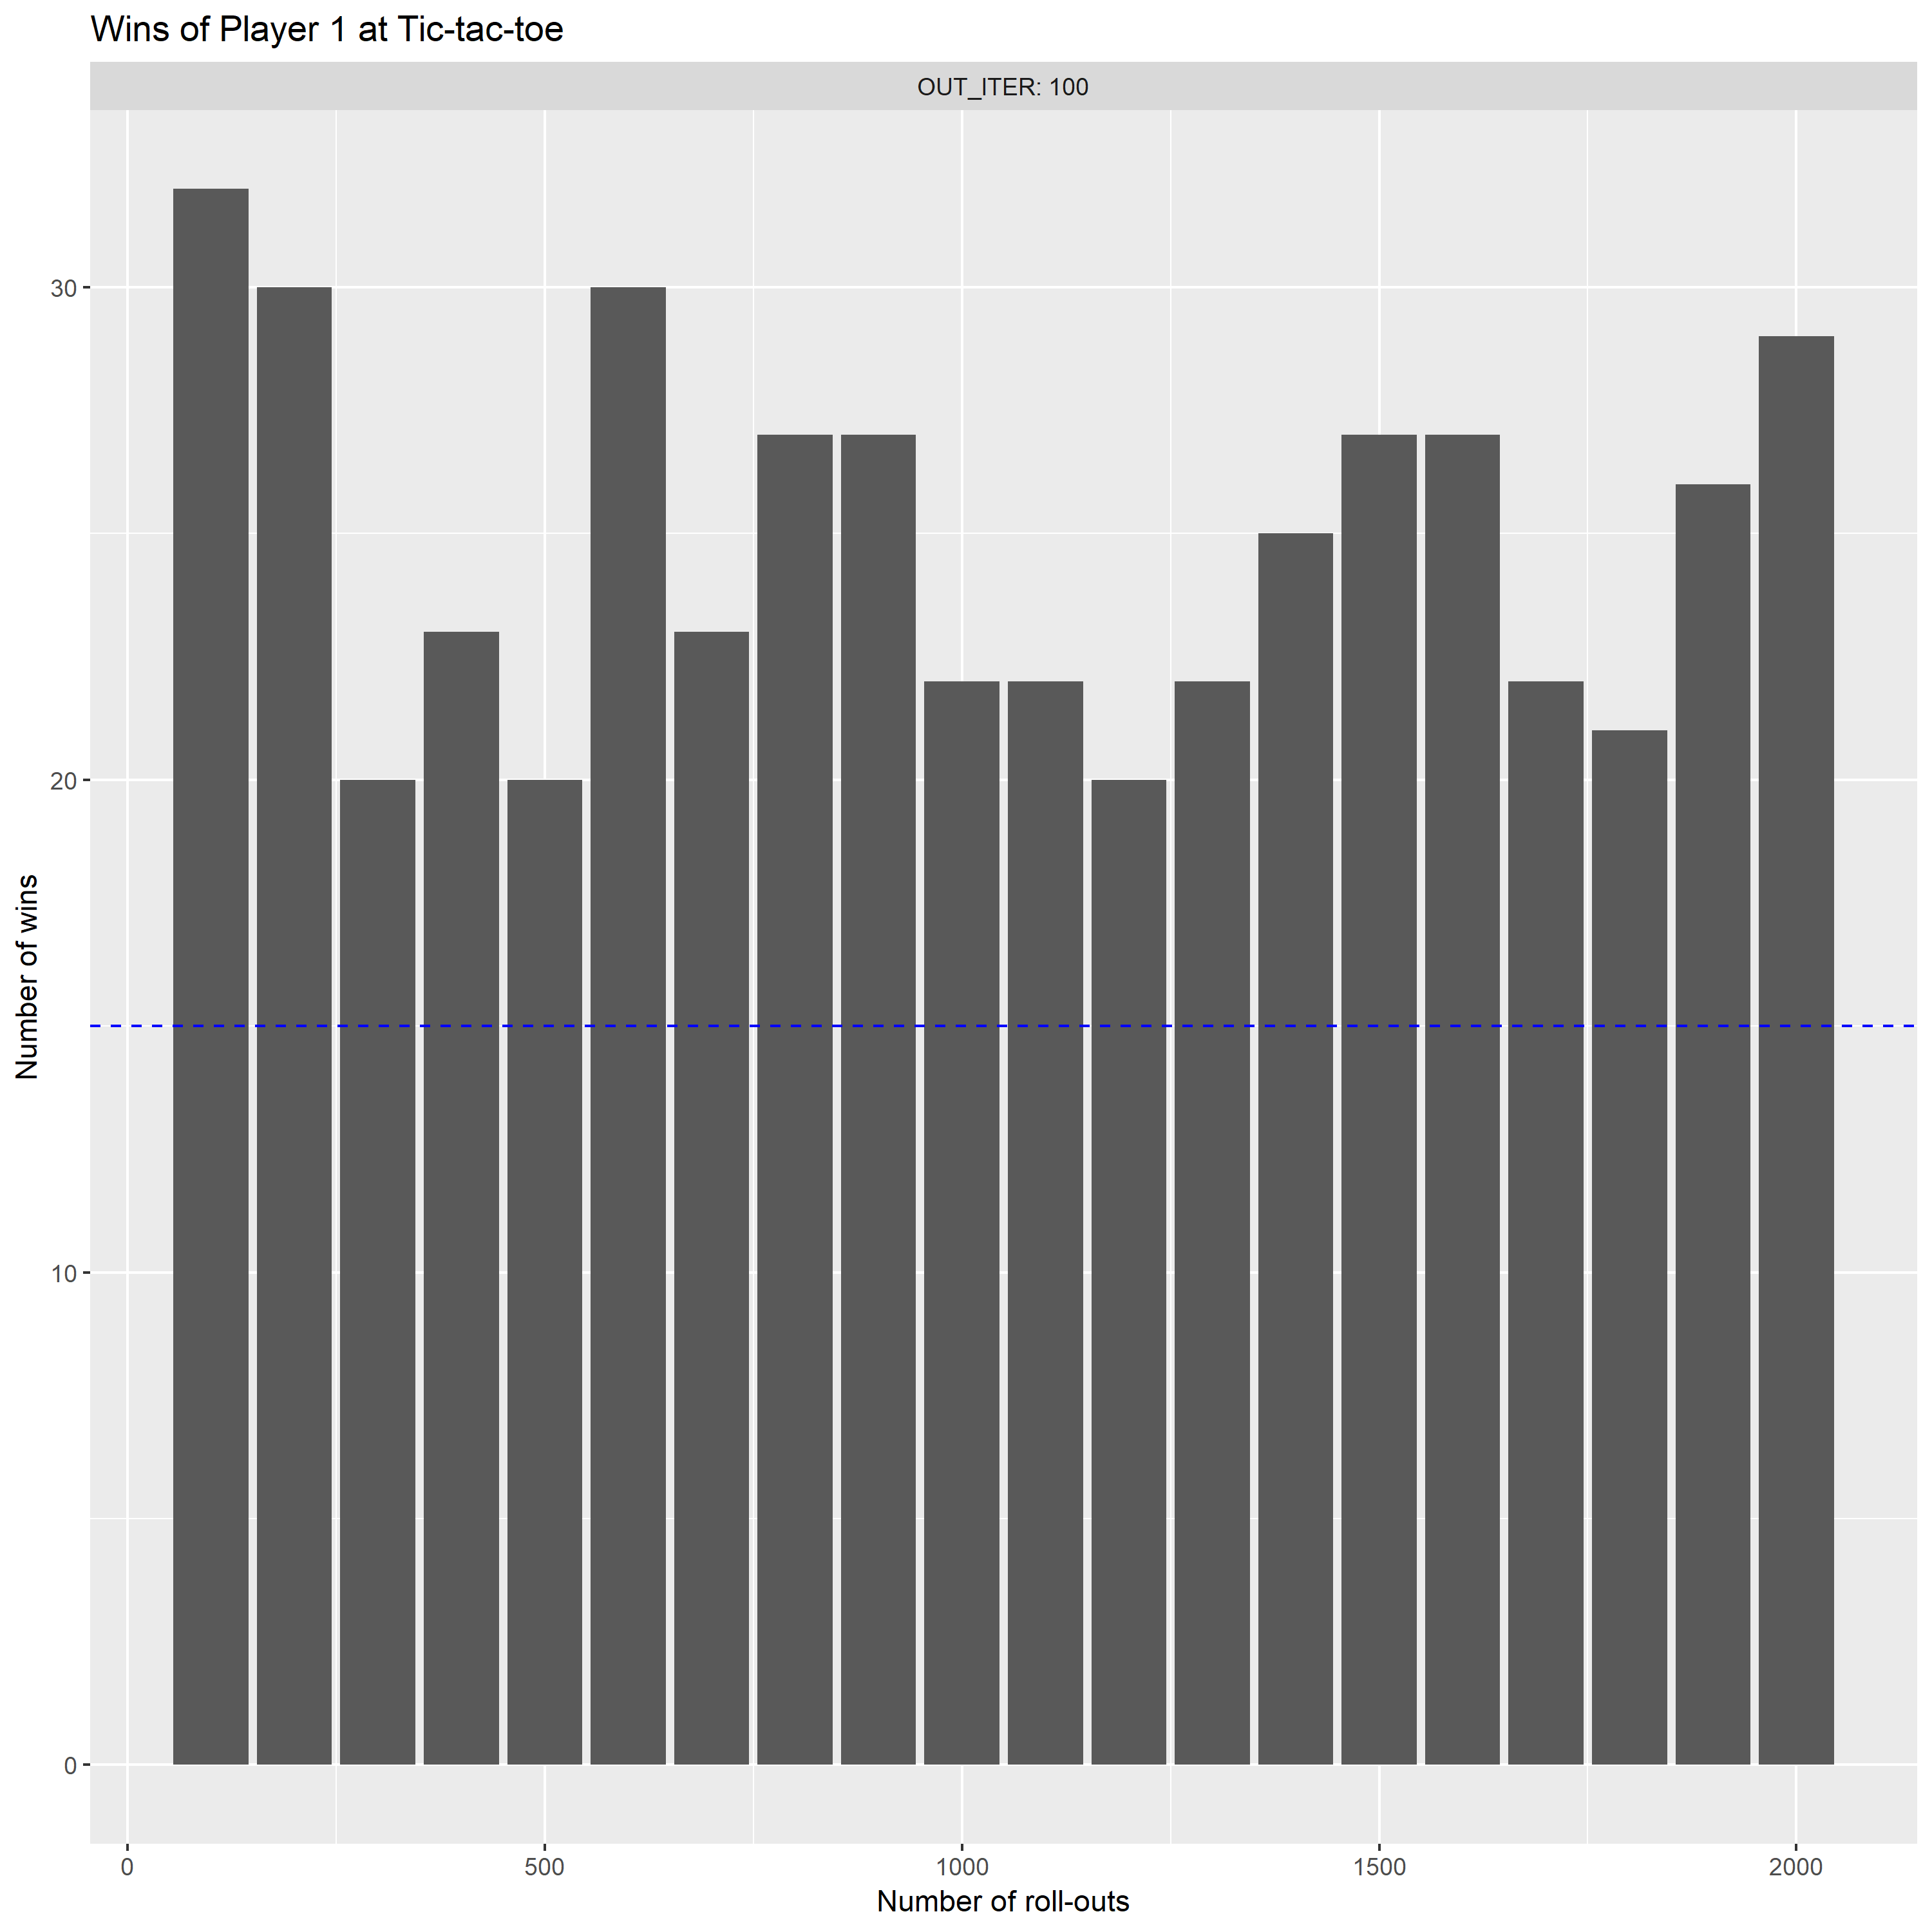 Wins of Player 1 at Tic-tac-toe
OUT_ITER: 100
30
20
10
0
Number of wins
0 500 1000 1500 2000
Number of roll-outs